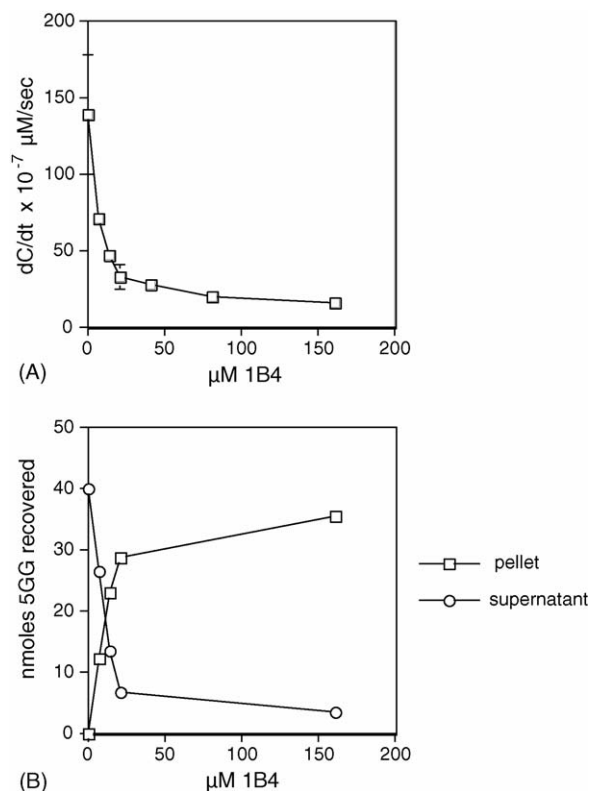 200
150
100
50
0
dC/dt x 10⁻⁷ µM/sec
0 50 100 150 200
µM 1B4
(A)
50
40
30
20
10
0
nmoles 5GG recovered
pellet
supernatant
0 50 100 150 200
µM 1B4
(B)